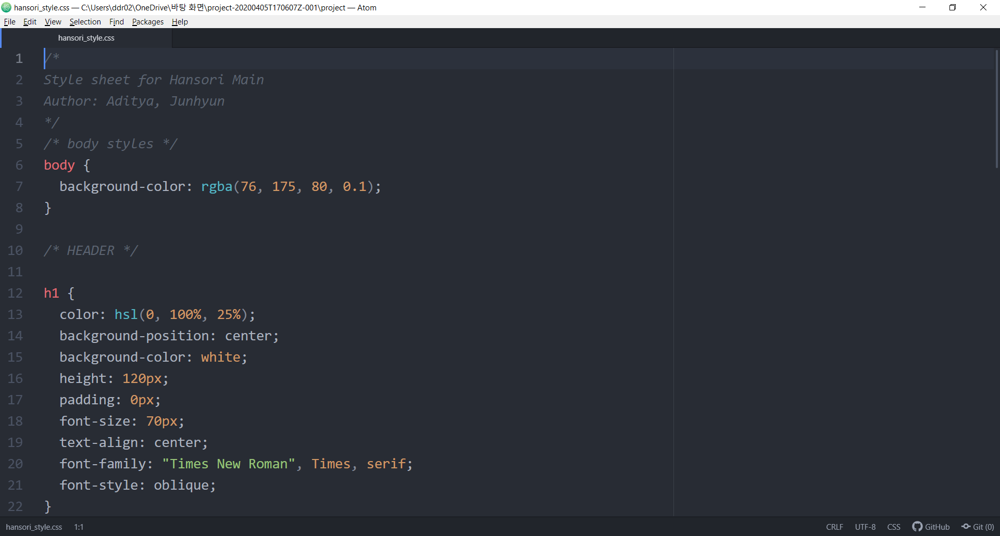 hansori_style.css — C:\Users\ddr02\OneDrive\바탕 화면\project-20200405T170607Z-001\project — Atom
File Edit View Selection Find Packages Help
hansori_style.css
1 /*
2 Style sheet for Hansori Main
3 Author: Aditya, Junhyun
4 */
5 /* body styles */
6 body {
7 background-color: rgba(76, 175, 80, 0.1);
8 }
9
10 /* HEADER */
11
12 h1 {
13 color: hsl(0, 100%, 25%);
14 background-position: center;
15 background-color: white;
16 height: 120px;
17 padding: 0px;
18 font-size: 70px;
19 text-align: center;
20 font-family: "Times New Roman", Times, serif;
21 font-style: oblique;
22 }
hansori_style.css 1:1 CRLF UTF-8 CSS GitHub Git (0)